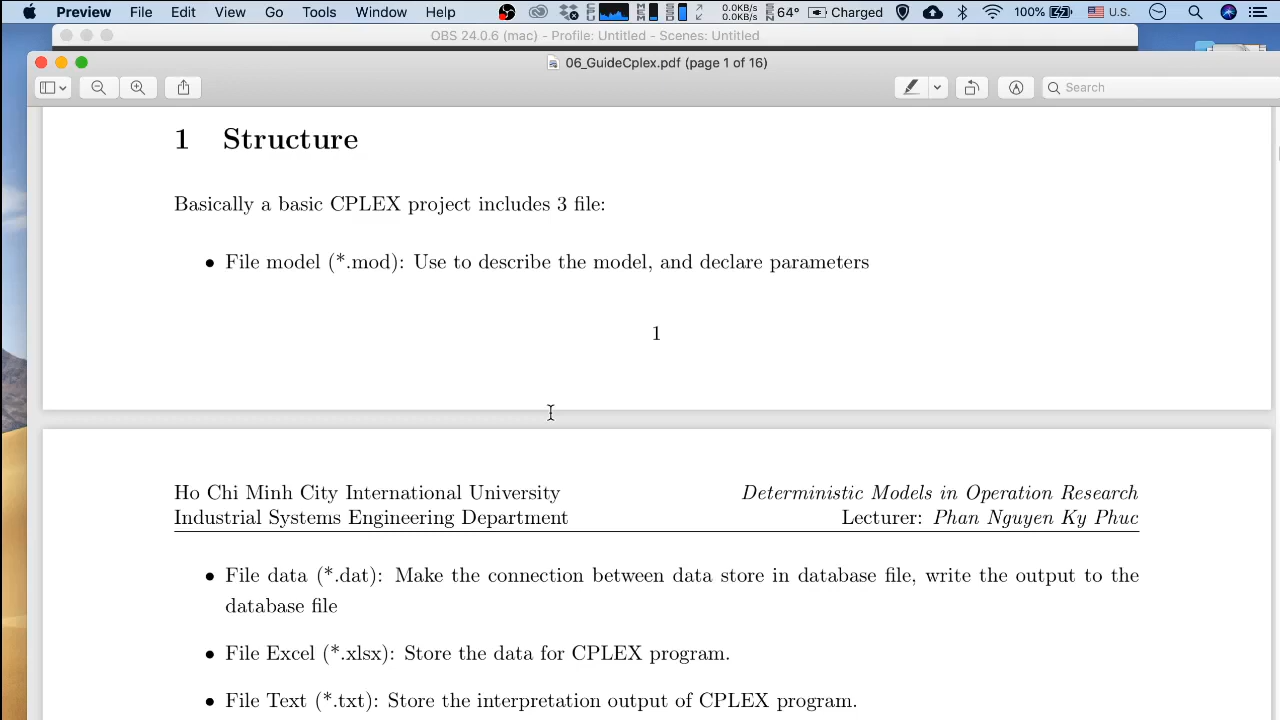 Preview File Edit View Go Tools Window Help 0.0KB/s 0.0KB/s 64° Charged 100% U.S.
OBS 24.0.6 (mac) - Profile: Untitled - Scenes: Untitled
06_GuideCplex.pdf (page 1 of 16)
Search
1 Structure
Basically a basic CPLEX project includes 3 file:
• File model (*.mod): Use to describe the model, and declare parameters
1
Ho Chi Minh City International University Deterministic Models in Operation Research
Industrial Systems Engineering Department Lecturer: Phan Nguyen Ky Phuc
• File data (*.dat): Make the connection between data store in database file, write the output to the
database file
• File Excel (*.xlsx): Store the data for CPLEX program.
• File Text (*.txt): Store the interpretation output of CPLEX program.